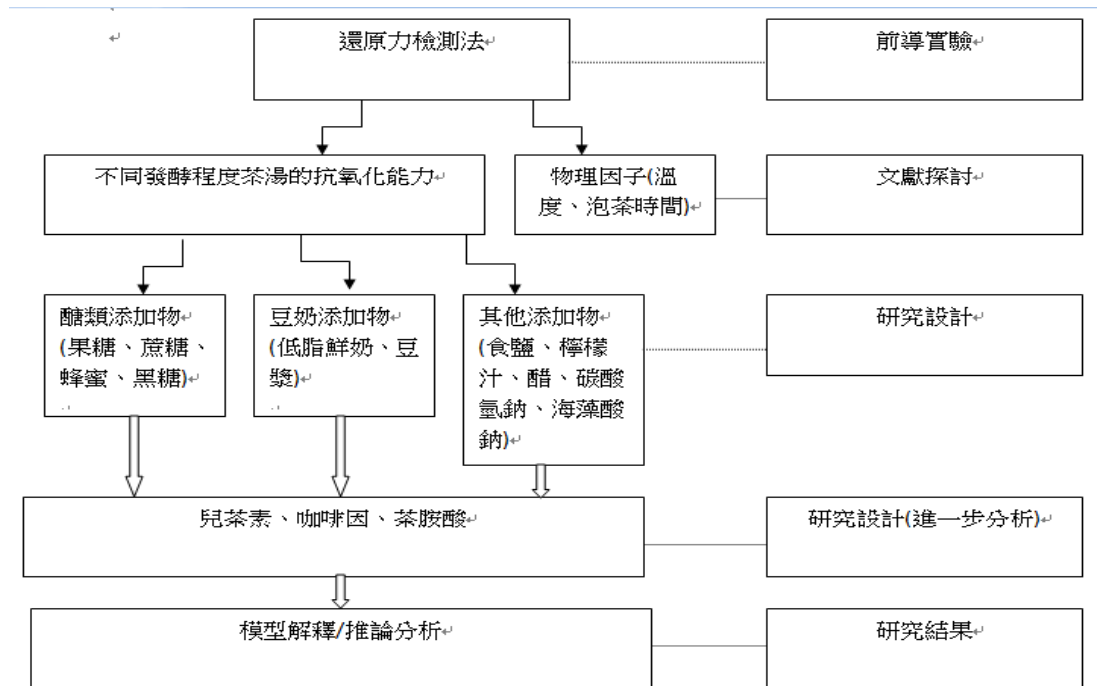 還原力檢測法
前導實驗
不同發酵程度茶湯的抗氧化能力
物理因子(溫
度、泡茶時間)
文獻探討
醣類添加物
(果糖、蔗糖、
蜂蜜、黑糖)
豆奶添加物
(低脂鮮奶、豆
漿)
其他添加物
(食鹽、檸檬
汁、醋、碳酸
氫鈉、海藻酸
鈉)
研究設計
兒茶素、咖啡因、茶胺酸
研究設計(進一步分析)
模型解釋/推論分析
研究結果